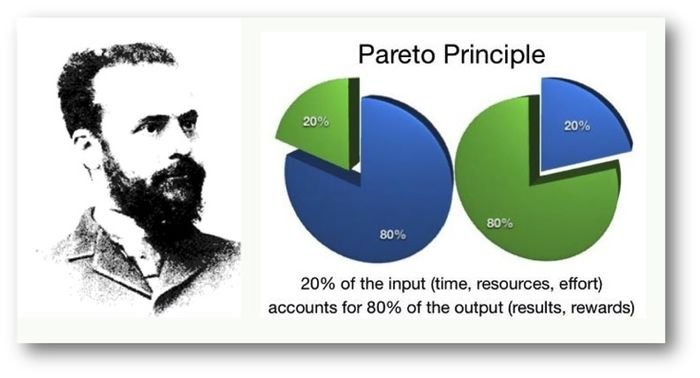 Pareto Principle
20%
80%
20%
80%
20% of the input (time, resources, effort)
accounts for 80% of the output (results, rewards)